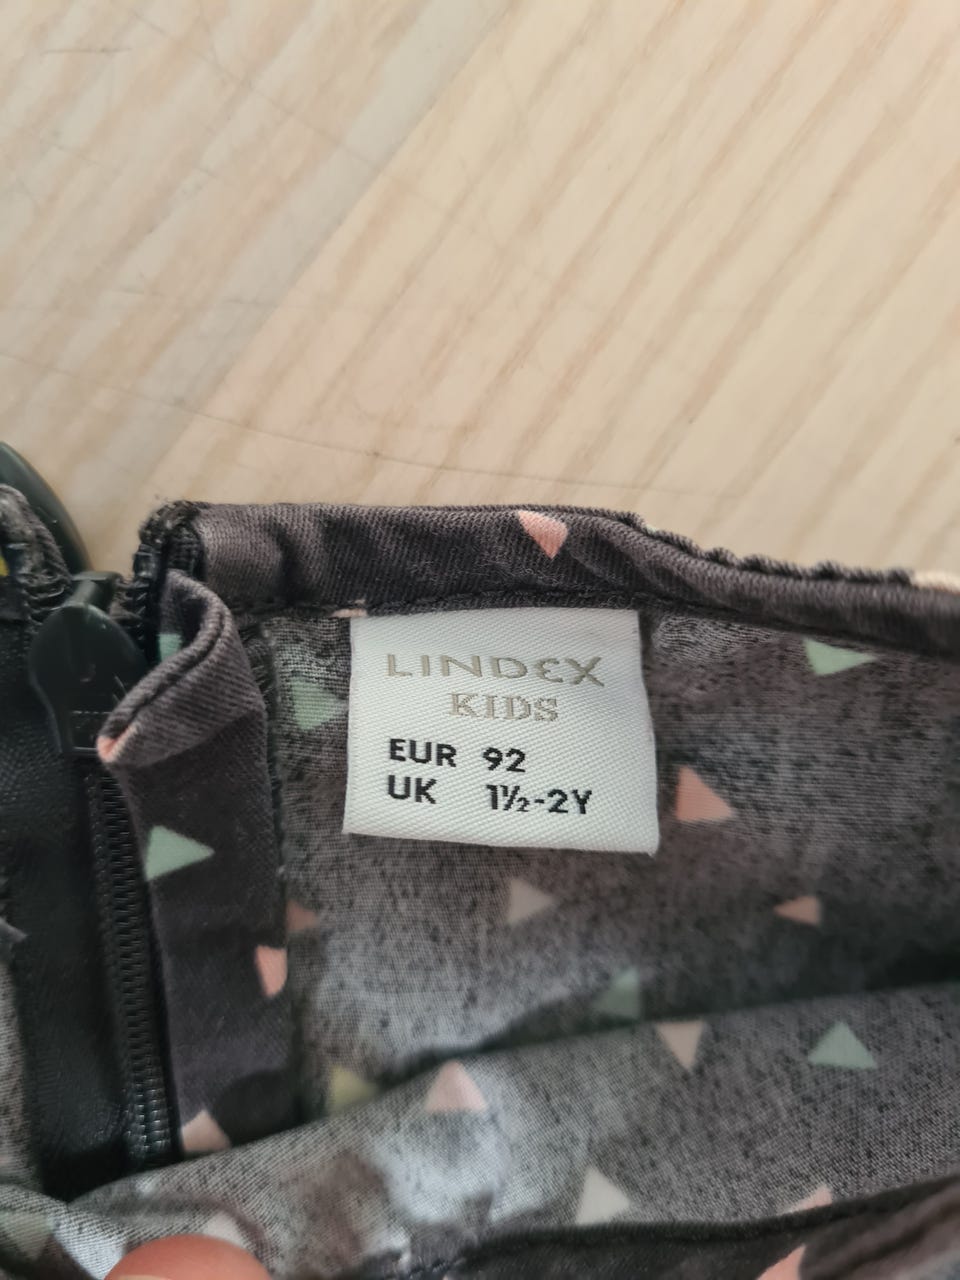 LINDEX
KIDS
EUR 92
UK 1½-2Y